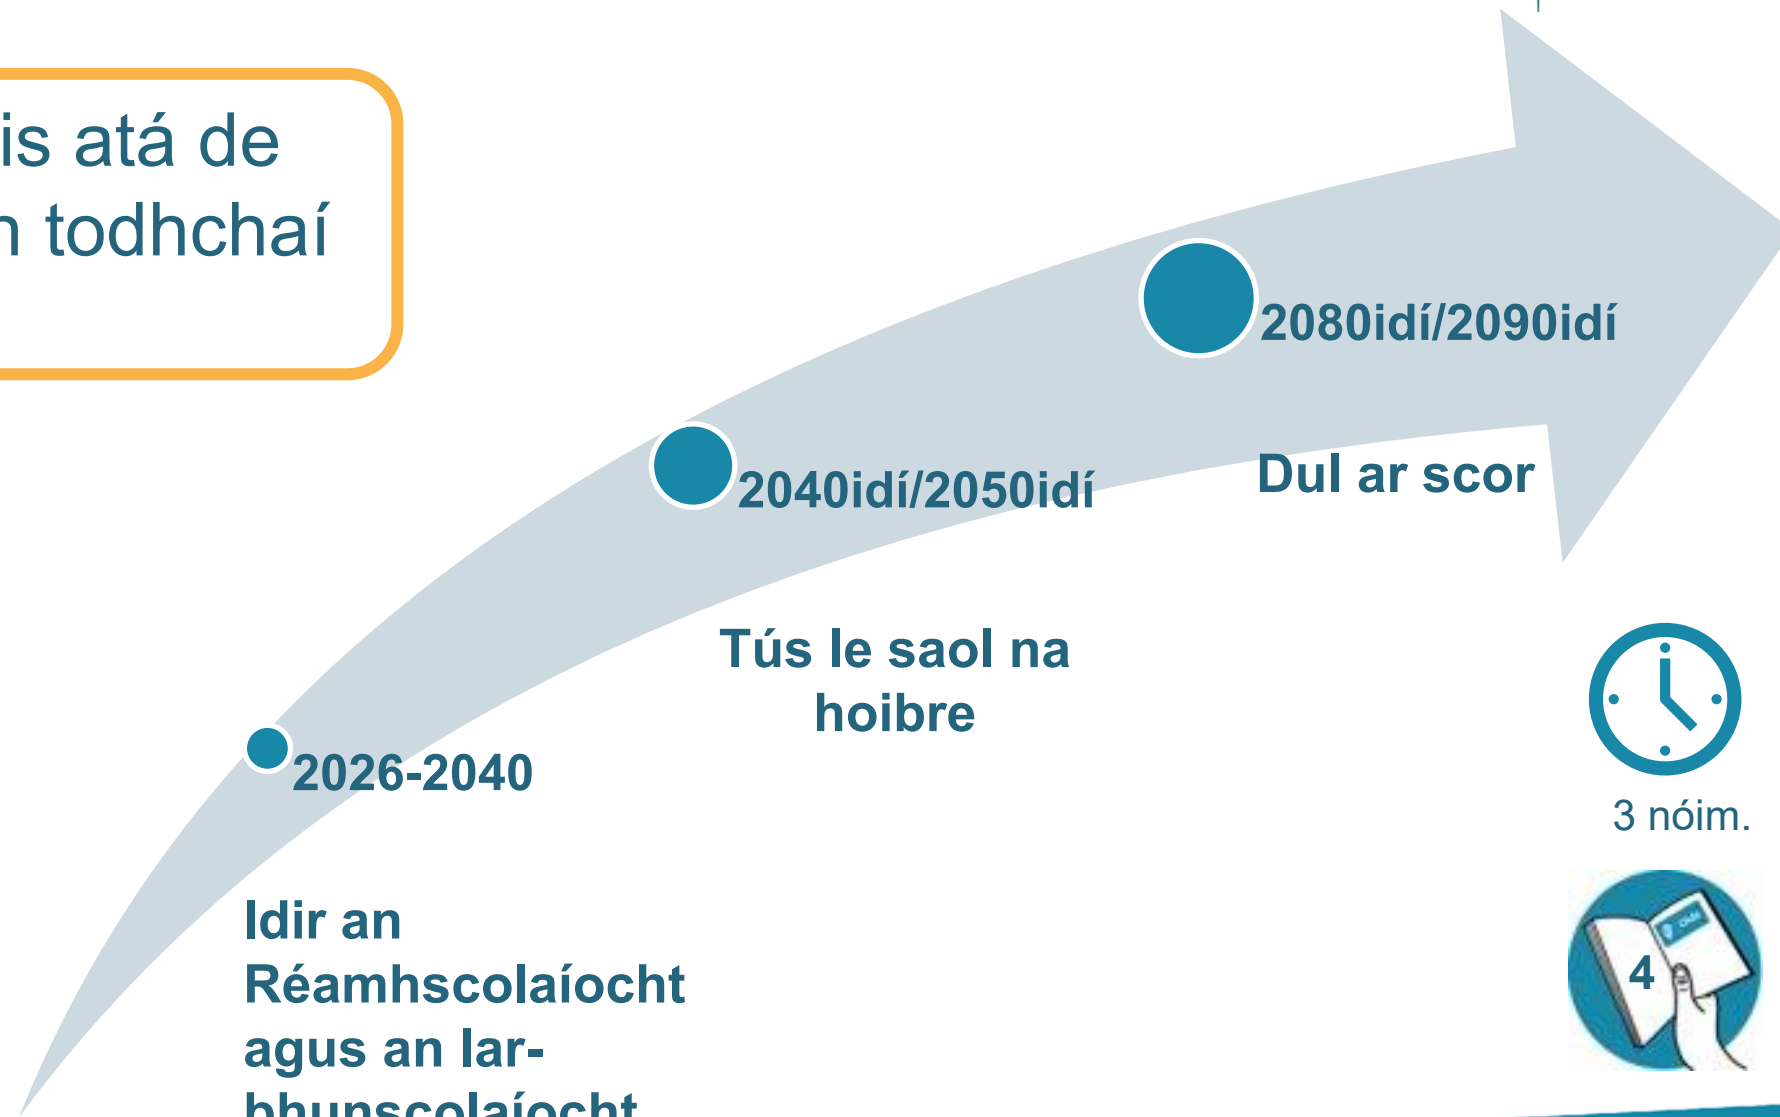 is atá de
todhchaí
2080idí/2090idí
2040idí/2050idí
Dul ar scor
Tús le saol na
hoibre
2026-2040
3 nóim.
Idir an
Réamhscolaíocht
agus an Iar-
bhunscolaíocht
4